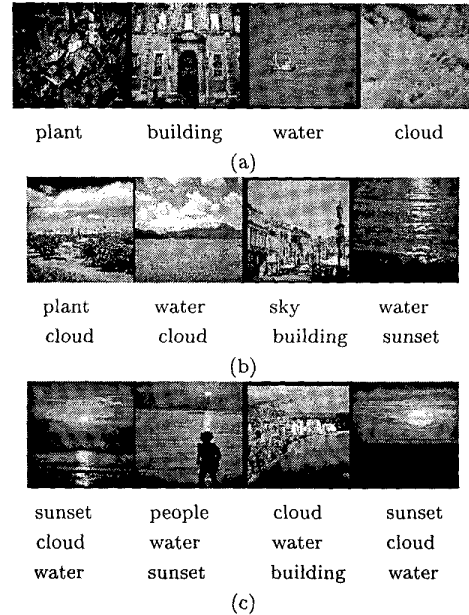 plant building water cloud
(a)
plant water sky water
cloud cloud building sunset
(b)
sunset people cloud sunset
cloud water water cloud
water sunset building water
(c)